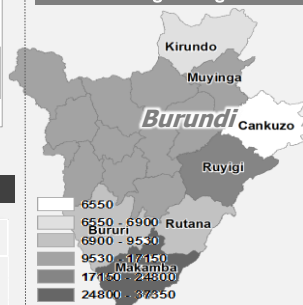 Kirundo
Muyinga
Burundi
Cankuzo
Ruyigi
Rutana
Bururi
Makamba
6550
6550 - 6900
6900 - 9530
9530 - 17150
17150 - 24800
24800 - 37350